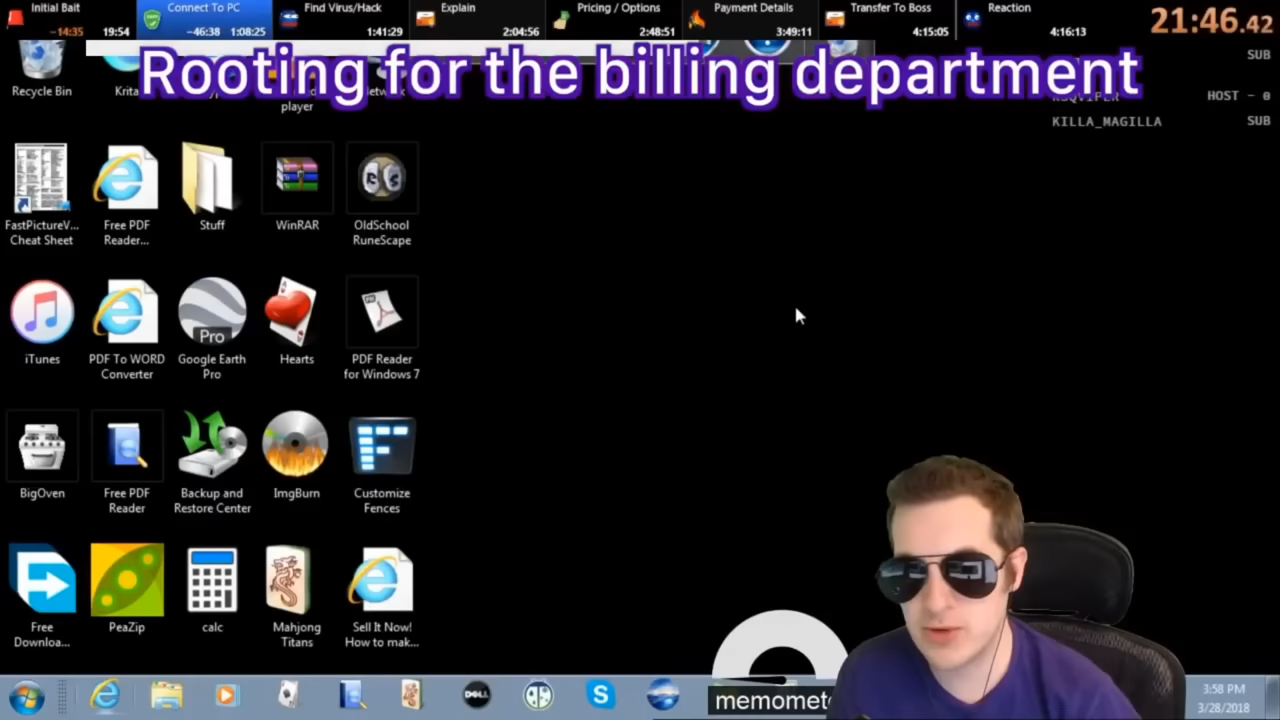 Initial Bait
-14:35
19:54
Connect To PC
-46:38
1:08:25
Find Virus/Hack
1:41:29
Explain
2:04:56
Pricing / Options
2:48:51
Payment Details
3:49:11
Transfer To Boss
4:15:05
Reaction
4:16:13
21:46.42
SUB
Rooting for the billing department
HOST - 0
KILLA_MAGILLA SUB
Recycle Bin
Krita
player
FastPictureV...
Cheat Sheet
Free PDF
Reader...
Stuff
WinRAR
OldSchool
RuneScape
iTunes
PDF To WORD
Converter
Pro
Google Earth
Pro
Hearts
PDF Reader
for Windows 7
BigOven
Free PDF
Reader
Backup and
Restore Center
ImgBurn
Customize
Fences
Free
Downloa...
PeaZip
calc
Mahjong
Titans
Sell It Now!
How to mak...
DELL
memomet
3:58 PM
3/28/2018